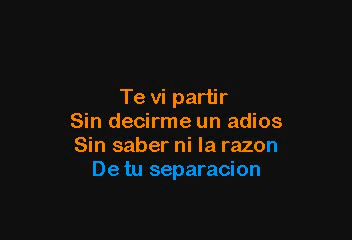 Te vi partir
Sin decirme un adios
Sin saber ni la razon
De tu separacion